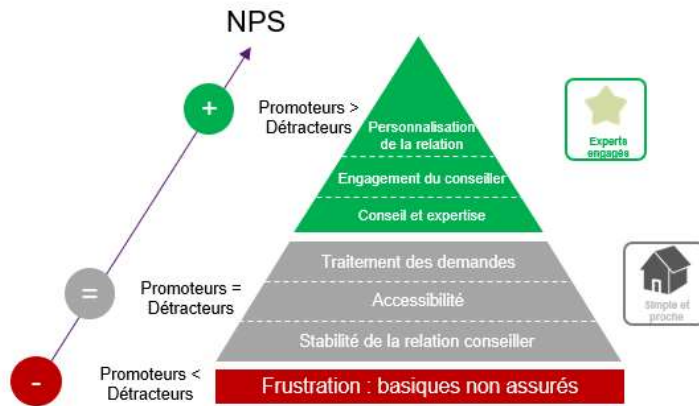 NPS
+
Promoteurs >
Détracteurs
Personnalisation
de la relation
Experts
engagés
Engagement du conseiller
Conseil et expertise
Traitement des demandes
=
Promoteurs =
Détracteurs
Accessibilité
Simple et
proche
Stabilité de la relation conseiller
-
Promoteurs <
Détracteurs
Frustration : basiques non assurés